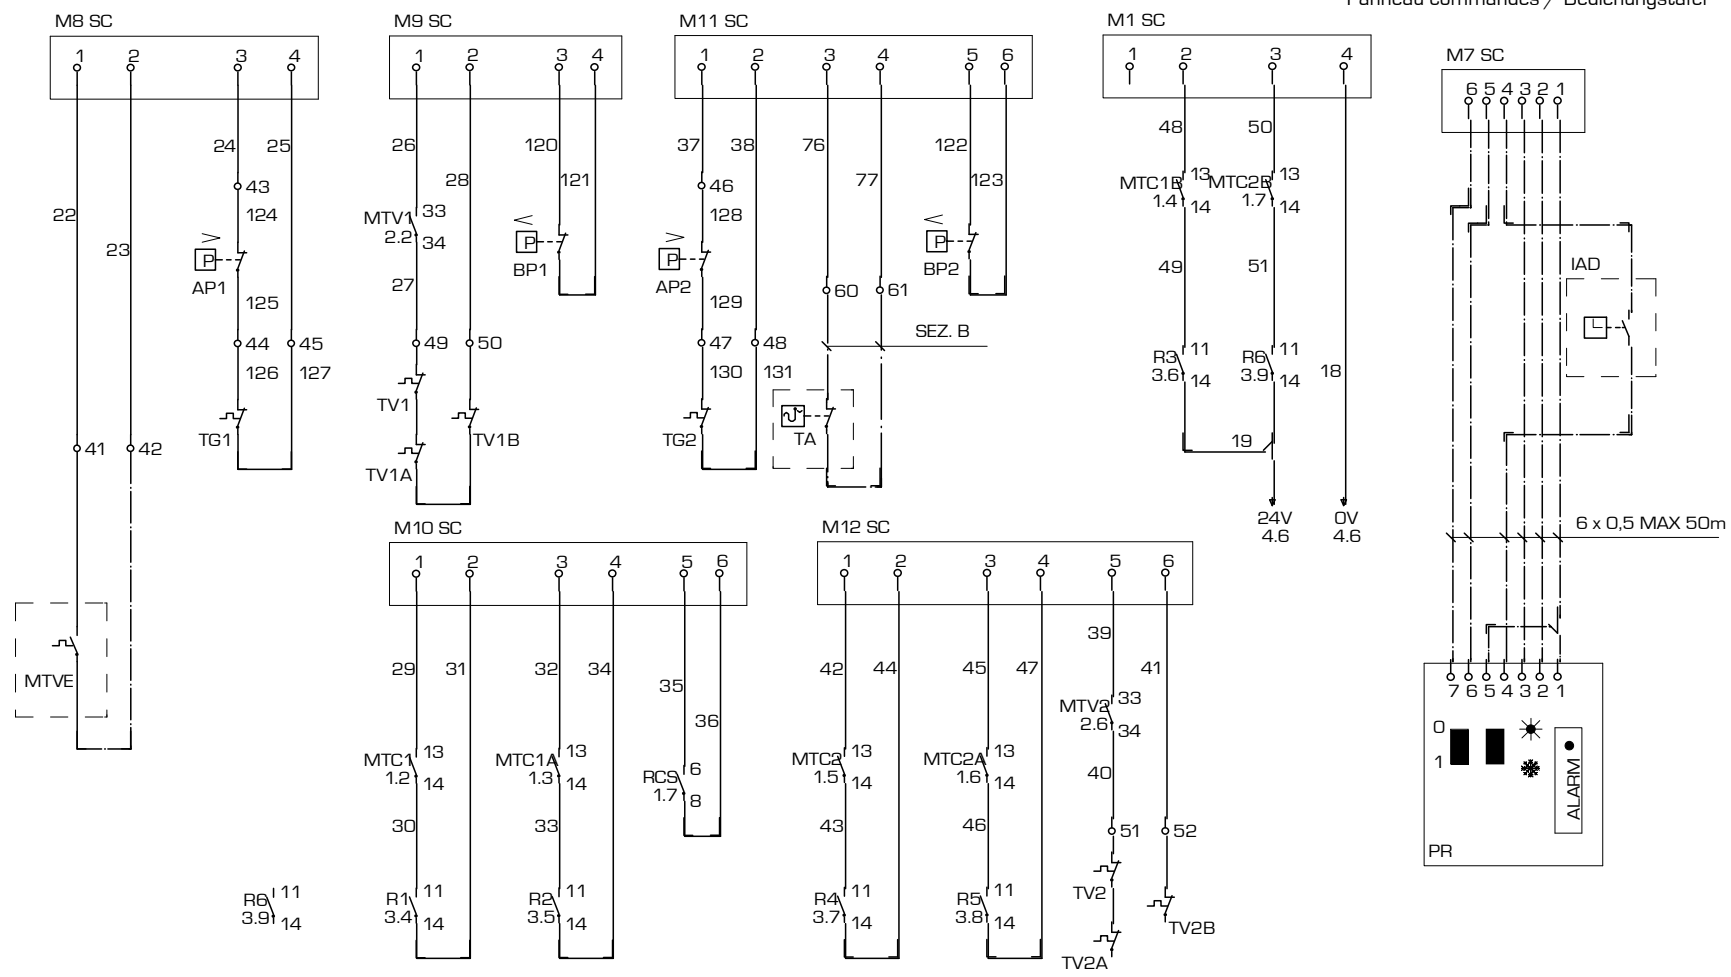 Panneau commandes / Bedichungstafel
M8 SC
M9 SC
M11 SC
M1 SC
M7 SC
1 2 3 4
1 2 3 4
1 2 3 4 5 6
1 2 3 4
6 5 4 3 2 1
24 25
26
120
37 38 76
122
48 50
43
28
121
46
77
123
MTC1B 13
1.4 14
MTC2B 13
1.7 14
22
124
MTV1 33
2.2 34
128
23
P
AP1
<
P
BP1
<
P
AP2
<
P
BP2
<
49 51
IAD
125
27
129
60 61
SEZ. B
44 45
49 50
47 48
R3 11
3.6 14
R6 11
3.9 14
18
126 127
130 131
TV1
TG1
TV1B
TG2
TA
19
41 42
TV1A
24V
4.6
0V
4.6
6 x 0,5 MAX 50m
M10 SC
M12 SC
1 2 3 4 5 6
1 2 3 4 5 6
39
29 31 32 34
42 44 45 47
41
35
MTVE
36
MTV2 33
2.6 34
7 6 5 4 3 2 1
0
1
ALARM
PR
MTC1 13
1.2 14
MTC1A 13
1.3 14
RCS 6
1.7 8
MTC2 13
1.5 14
MTC2A 13
1.6 14
40
30 33
43 46
51 52
R6 11
3.9 14
R1 11
3.4 14
R2 11
3.5 14
R4 11
3.7 14
R5 11
3.8 14
TV2
TV2B
TV2A